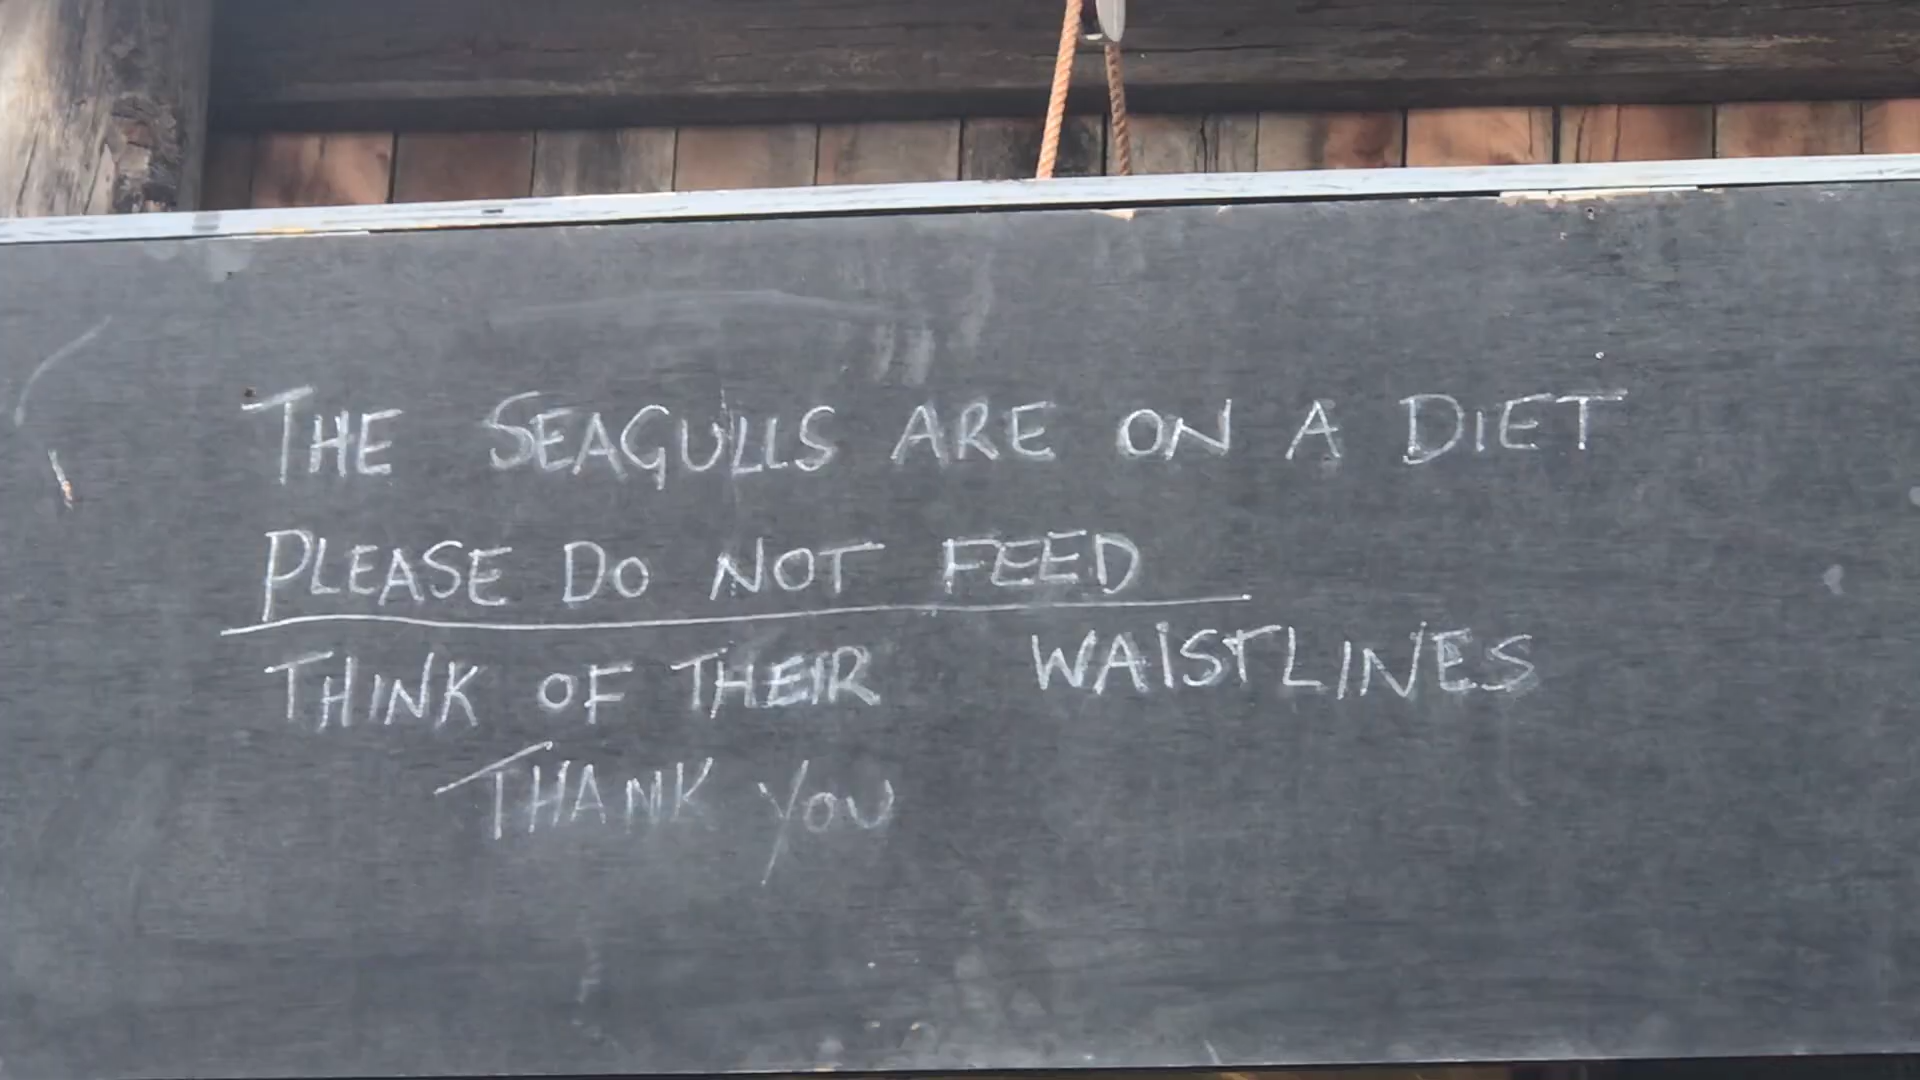 THE SEAGULLS ARE ON A DIET
PLEASE DO NOT FEED
THINK OF THEIR WAISTLINES
THANK YOU